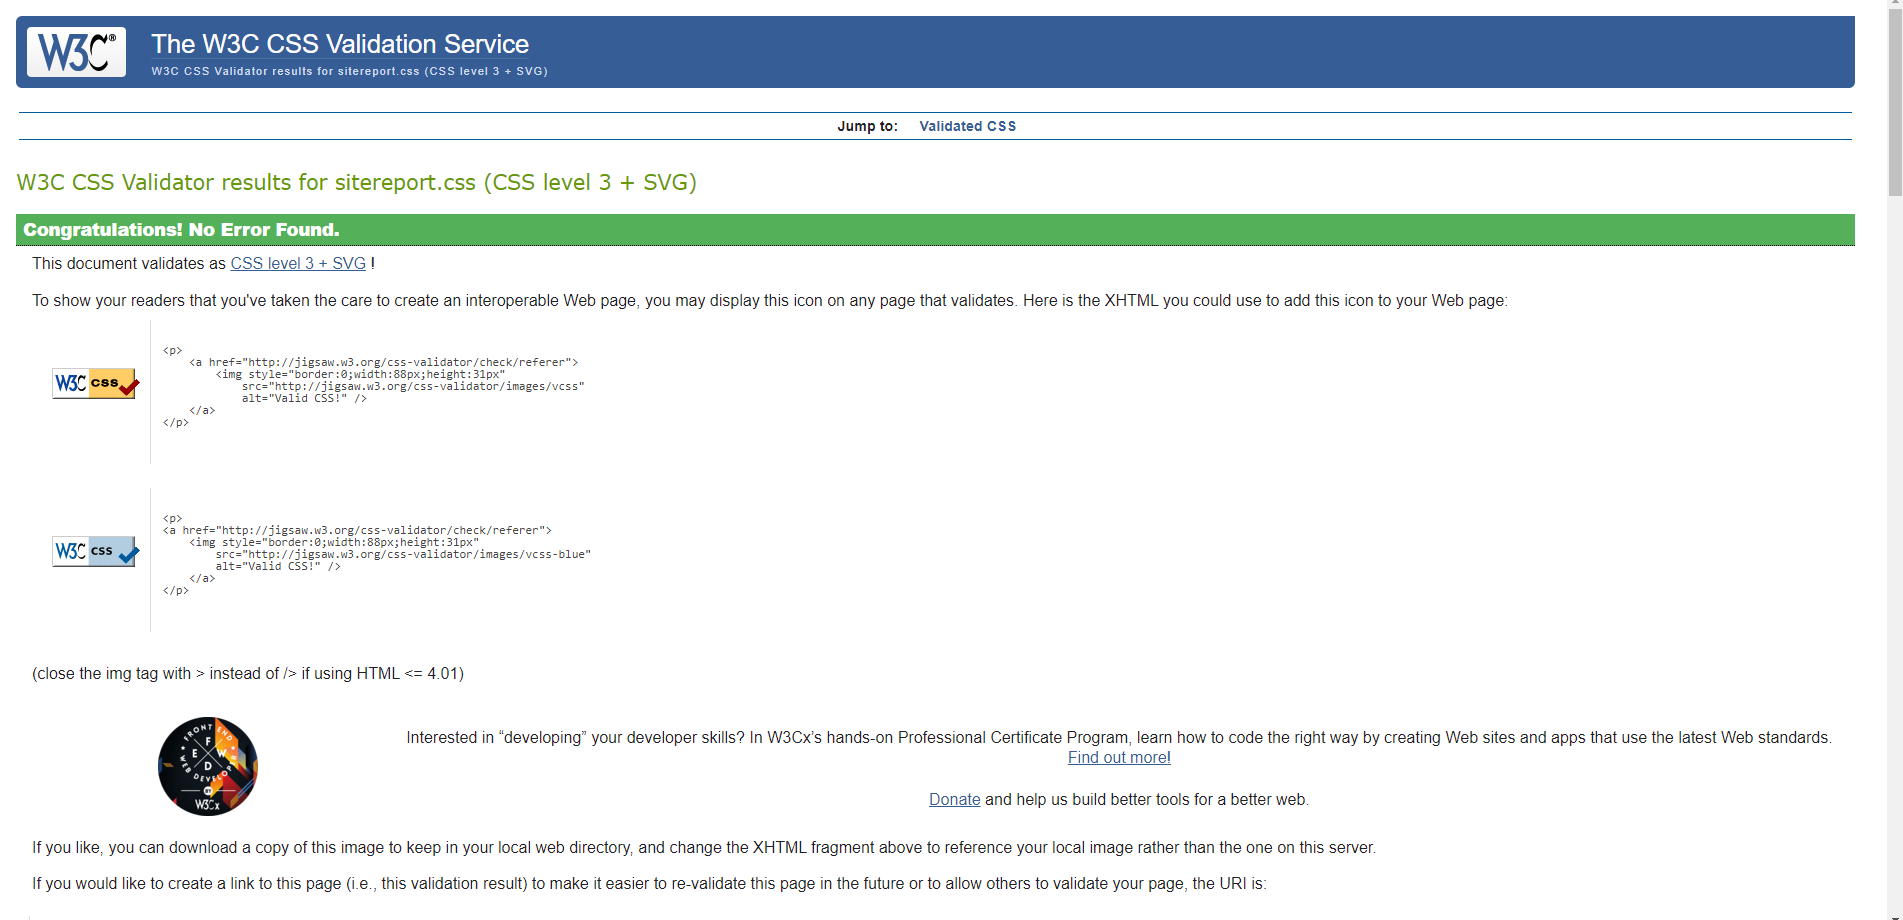 W3C®
The W3C CSS Validation Service
W3C CSS Validator results for sitereport.css (CSS level 3 + SVG)
Jump to: Validated CSS
W3C CSS Validator results for sitereport.css (CSS level 3 + SVG)
Congratulations! No Error Found.
This document validates as CSS level 3 + SVG !
To show your readers that you've taken the care to create an interoperable Web page, you may display this icon on any page that validates. Here is the XHTML you could use to add this icon to your Web page:
W3C css
<p>
    <a href="http://jigsaw.w3.org/css-validator/check/referer">
        <img style="border:0;width:88px;height:31px"
            src="http://jigsaw.w3.org/css-validator/images/vcss"
            alt="Valid CSS!" />
    </a>
</p>
W3C css
<p>
<a href="http://jigsaw.w3.org/css-validator/check/referer">
    <img style="border:0;width:88px;height:31px"
        src="http://jigsaw.w3.org/css-validator/images/vcss-blue"
        alt="Valid CSS!" />
    </a>
</p>
(close the img tag with > instead of /> if using HTML <= 4.01)
FRONT END
F
E W
D
WEB DEVELOPER
BY
W3Cx
Interested in “developing” your developer skills? In W3Cx’s hands-on Professional Certificate Program, learn how to code the right way by creating Web sites and apps that use the latest Web standards.
Find out more!
Donate and help us build better tools for a better web.
If you like, you can download a copy of this image to keep in your local web directory, and change the XHTML fragment above to reference your local image rather than the one on this server.
If you would like to create a link to this page (i.e., this validation result) to make it easier to re-validate this page in the future or to allow others to validate your page, the URI is: